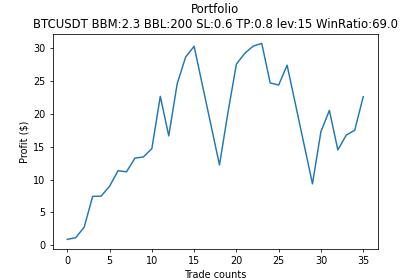 Portfolio
BTCUSDT BBM:2.3 BBL:200 SL:0.6 TP:0.8 lev:15 WinRatio:69.0
30
25
20
15
10
5
0
Profit ($)
0 5 10 15 20 25 30 35
Trade counts